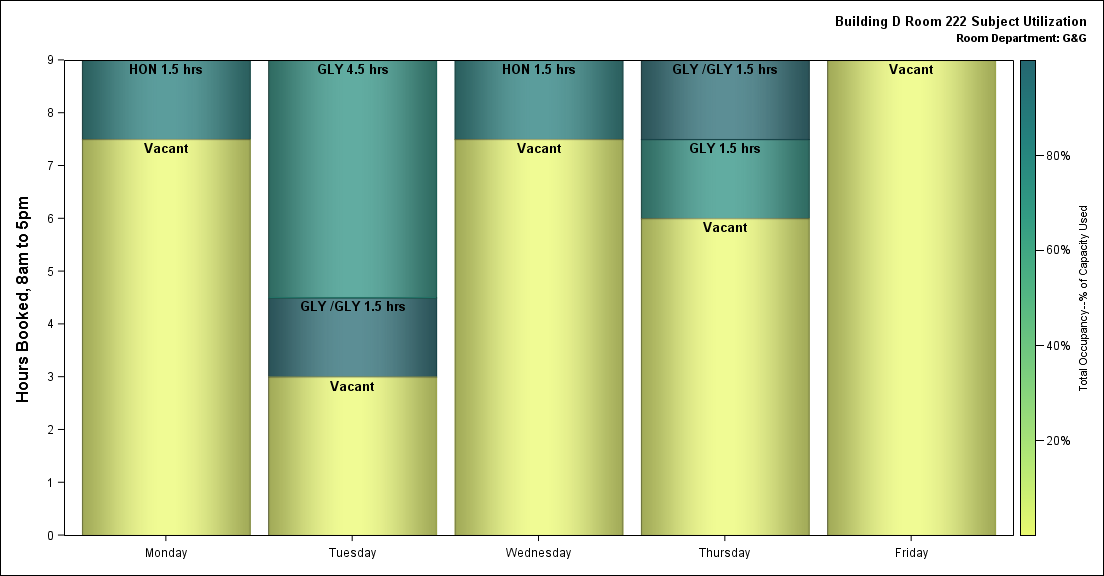 Building D Room 222 Subject Utilization
Room Department: G&G
Hours Booked, 8am to 5pm
9
8
7
6
5
4
3
2
1
0
HON 1.5 hrs
Vacant
GLY 4.5 hrs
GLY /GLY 1.5 hrs
Vacant
HON 1.5 hrs
Vacant
GLY /GLY 1.5 hrs
GLY 1.5 hrs
Vacant
Vacant
Monday
Tuesday
Wednesday
Thursday
Friday
80%
60%
40%
20%
Total Occupancy--% of Capacity Used